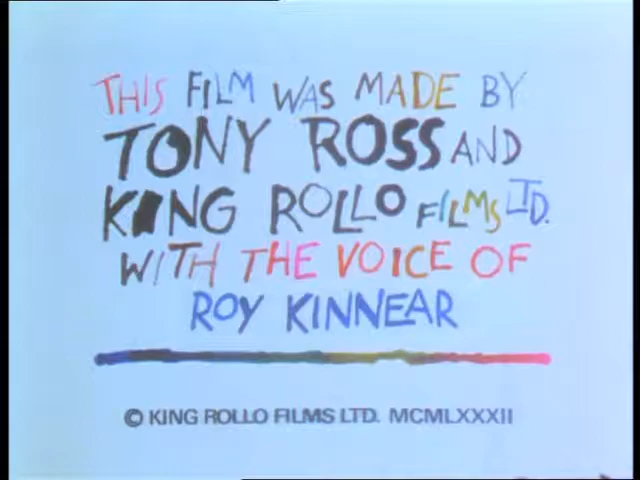 THIS FILM WAS MADE BY
TONY ROSS AND
KING ROLLO FILMS LTD.
WITH THE VOICE OF
ROY KINNEAR
© KING ROLLO FILMS LTD. MCMLXXXII